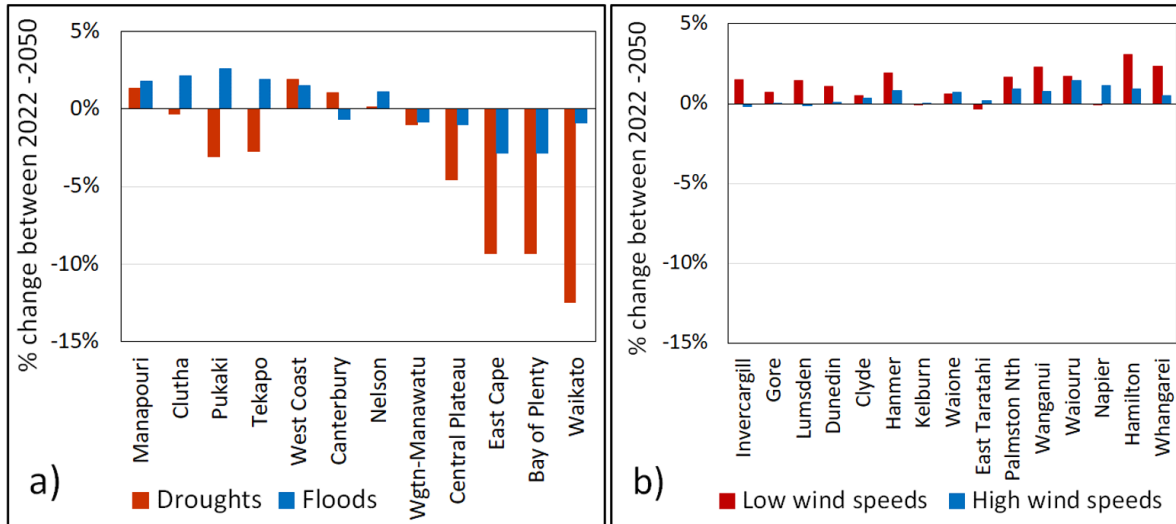 % change between 2022 -2050
5%
0%
-5%
-10%
-15%
Manapouri
Clutha
Pukaki
Tekapo
West Coast
Canterbury
Nelson
Wgtn-Manawatu
Central Plateau
East Cape
Bay of Plenty
Waikato
a)
Droughts
Floods
% change between 2022 -2050
5%
0%
-5%
-10%
-15%
Invercargill
Gore
Lumsden
Dunedin
Clyde
Hanmer
Kelburn
Waione
East Taratahi
Palmston Nth
Wanganui
Waiouru
Napier
Hamilton
Whangarei
b)
Low wind speeds
High wind speeds